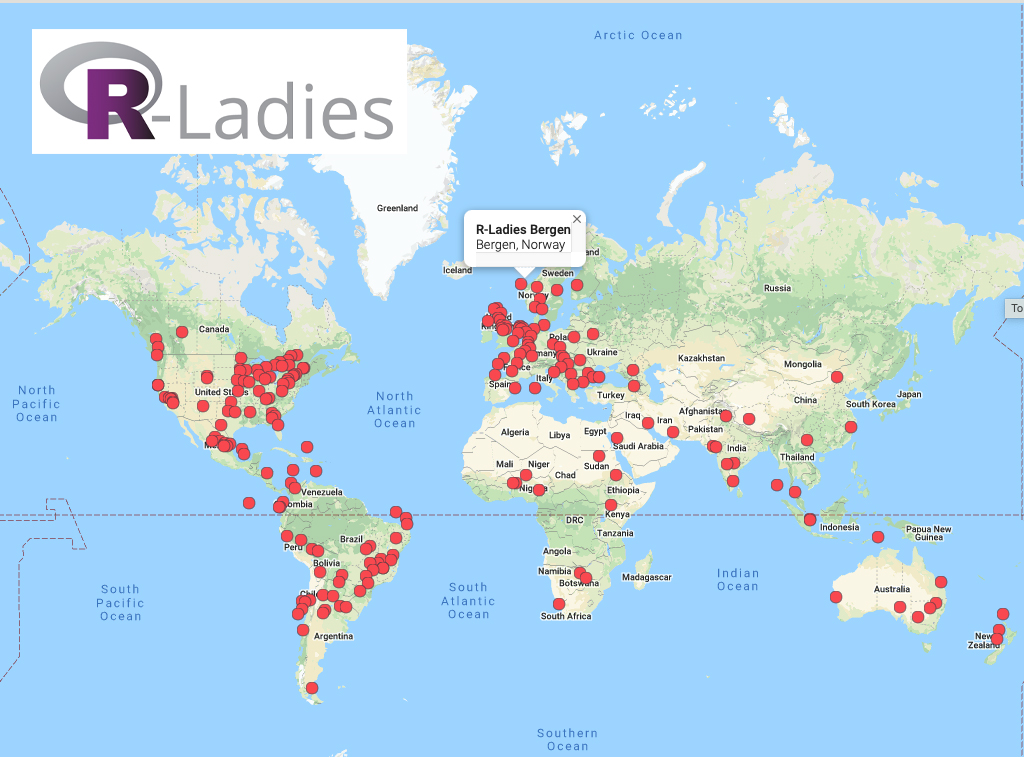 Arctic Ocean
R-Ladies
Greenland
R-Ladies Bergen
Bergen, Norway
×
Iceland
land
Sweden
Russia
Norway
Canada
To
Ukraine
Kazakhstan
Mongolia
North
Pacific
Ocean
North
Atlantic
Ocean
United States
Spain
Italy
Turkey
China
Japan
South Korea
Algeria
Libya
Egypt
Iraq
Iran
Afghanistan
Pakistan
Saudi Arabia
India
Thailand
Mali
Niger
Chad
Sudan
Nigeria
Ethiopia
Venezuela
Colombia
DRC
Kenya
Tanzania
Indonesia
Papua New
Guinea
Peru
Brazil
Bolivia
Angola
Namibia
Botswana
Madagascar
South
Pacific
Ocean
South
Atlantic
Ocean
Indian
Ocean
Australia
Chile
South Africa
Argentina
New
Zealand
Southern
Ocean